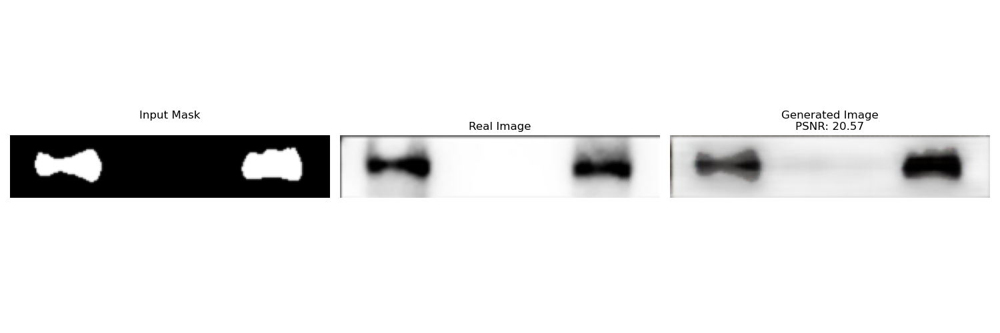 Input Mask
Real Image
Generated Image
PSNR: 20.57